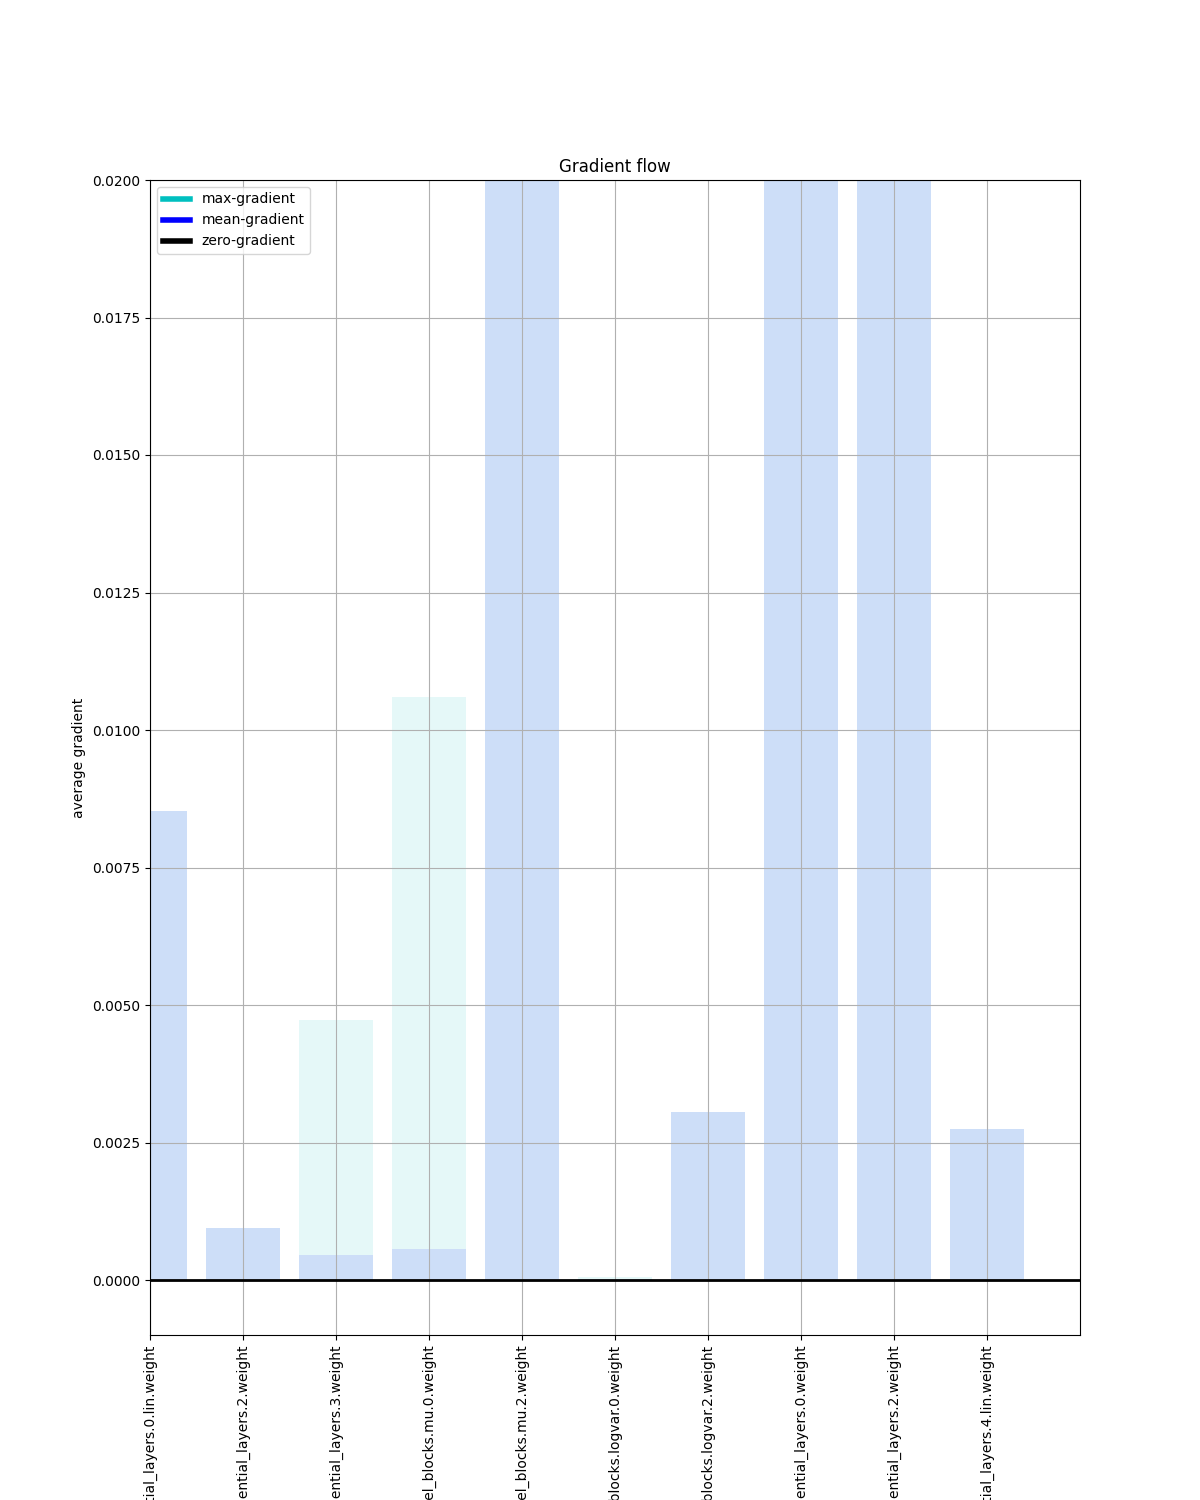 Gradient flow
max-gradient
mean-gradient
zero-gradient
0.0200
0.0175
0.0150
0.0125
0.0100
0.0075
0.0050
0.0025
0.0000
average gradient
tial_layers.0.lin.weight
ential_layers.2.weight
ential_layers.3.weight
el_blocks.mu.0.weight
el_blocks.mu.2.weight
blocks.logvar.0.weight
blocks.logvar.2.weight
ential_layers.0.weight
ential_layers.2.weight
tial_layers.4.lin.weight